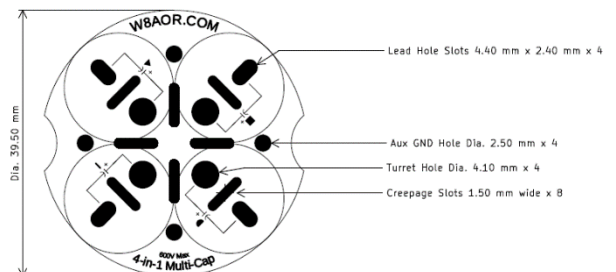 W8AOR.COM
Lead Hole Slots 4.40 mm x 2.40 mm x 4
Dia. 39.50 mm
Aux GND Hole Dia. 2.50 mm x 4
Turret Hole Dia. 4.10 mm x 4
Creepage Slots 1.50 mm wide x 8
600V Max
4-in-1 Multi-Cap